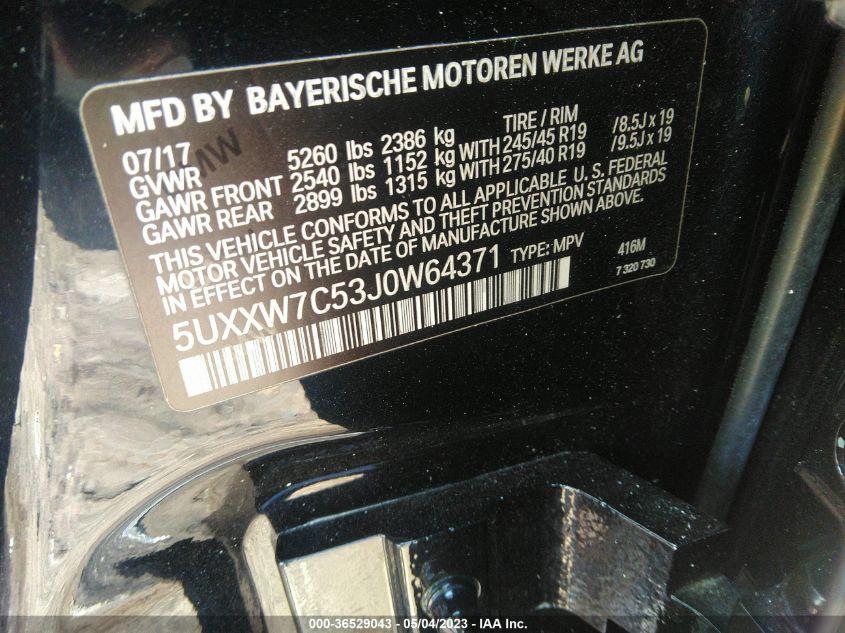 MFD BY BAYERISCHE MOTOREN WERKE AG
07/17 TIRE / RIM
GVWR 5260 lbs 2386 kg
GAWR FRONT 2540 lbs 1152 kg WITH 245/45 R19 /8.5J x 19
GAWR REAR 2899 lbs 1315 kg WITH 275/40 R19 /9.5J x 19
THIS VEHICLE CONFORMS TO ALL APPLICABLE U.S. FEDERAL
MOTOR VEHICLE SAFETY AND THEFT PREVENTION STANDARDS
IN EFFECT ON THE DATE OF MANUFACTURE SHOWN ABOVE.
5UXXW7C53J0W64371 TYPE: MPV 416M
7 320 730
000-36529043 - 05/04/2023 - IAA Inc.